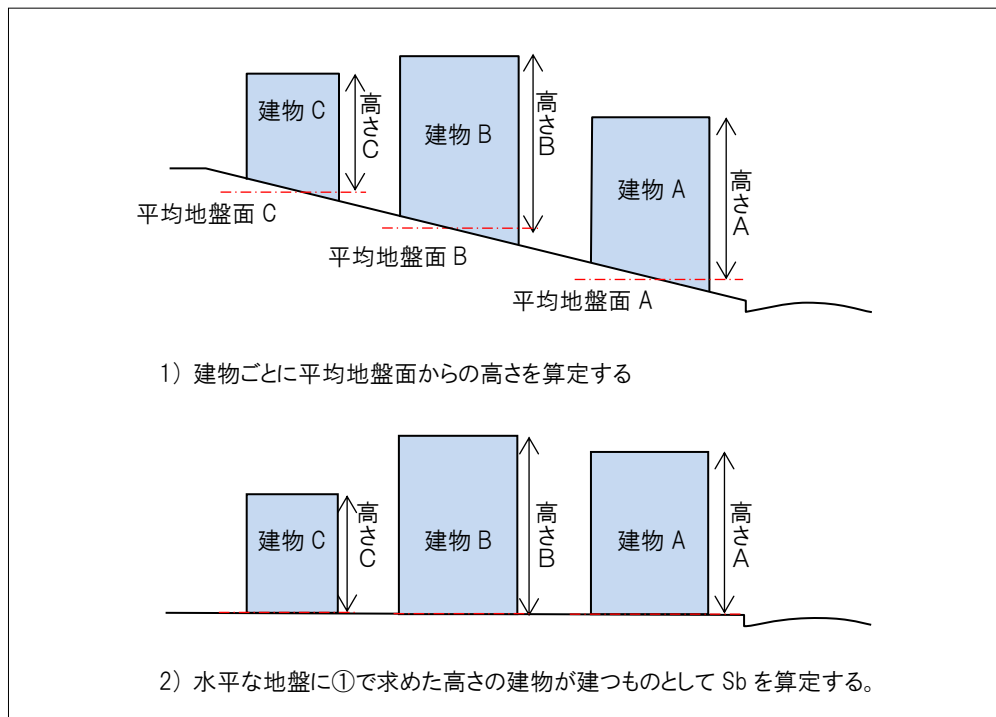 建物 C
高さC
建物 B
高さB
建物 A
高さA
平均地盤面 C
平均地盤面 B
平均地盤面 A
1) 建物ごとに平均地盤面からの高さを算定する
建物 C
高さC
建物 B
高さB
建物 A
高さA
2) 水平な地盤に①で求めた高さの建物が建つものとして Sb を算定する。